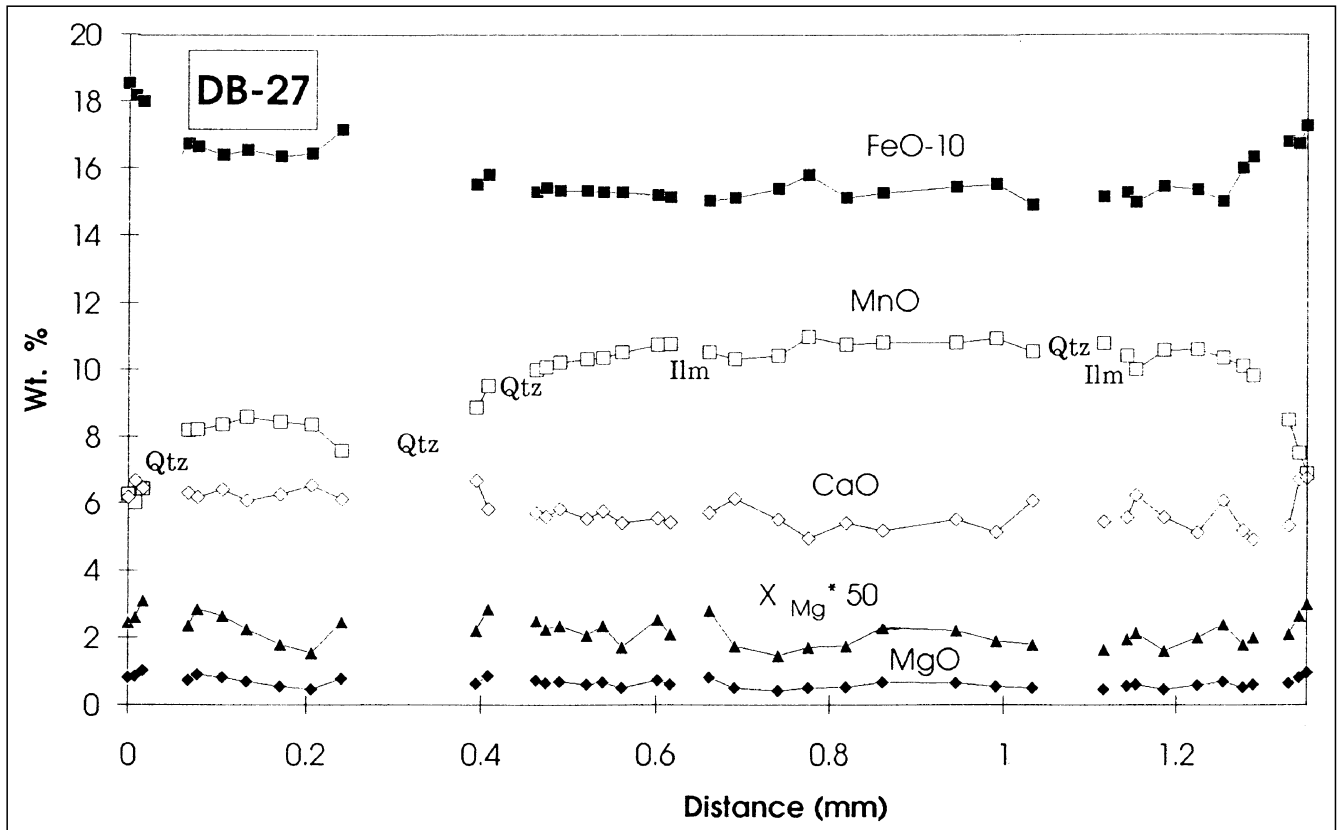 20
DB-27
18
FeO-10
16
14
12
MnO
Qtz
10
Ilm
Ilm
Qtz
8
Qtz
Qtz
6
CaO
4
X Mg* 50
2
MgO
0
Wt. %
0 0.2 0.4 0.6 0.8 1 1.2
Distance (mm)